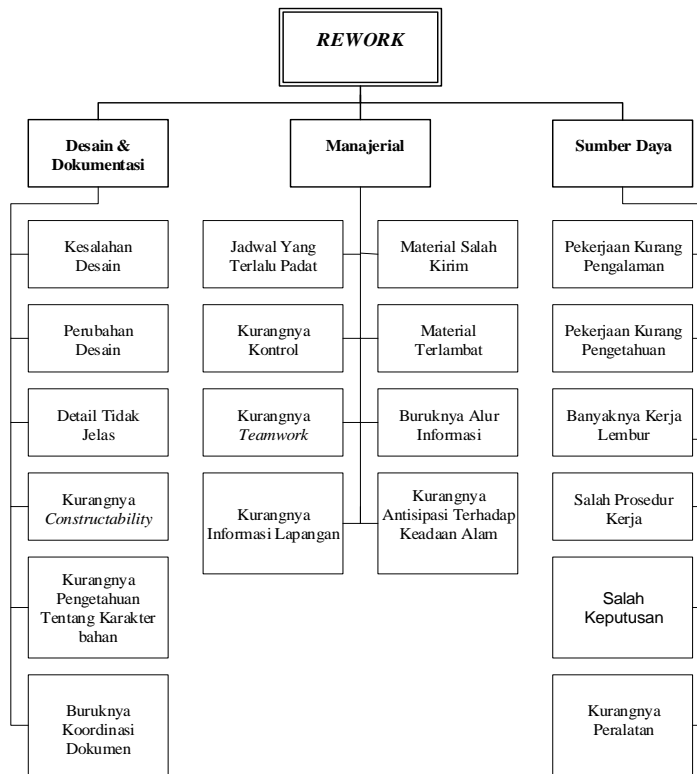 REWORK
Desain &
Dokumentasi
Manajerial
Sumber Daya
Kesalahan
Desain
Perubahan
Desain
Detail Tidak
Jelas
Kurangnya
Constructability
Kurangnya
Pengetahuan
Tentang Karakter
bahan
Buruknya
Koordinasi
Dokumen
Jadwal Yang
Terlalu Padat
Kurangnya
Kontrol
Kurangnya
Teamwork
Kurangnya
Informasi Lapangan
Material Salah
Kirim
Material
Terlambat
Buruknya Alur
Informasi
Kurangnya
Antisipasi Terhadap
Keadaan Alam
Pekerjaan Kurang
Pengalaman
Pekerjaan Kurang
Pengetahuan
Banyaknya Kerja
Lembur
Salah Prosedur
Kerja
Salah
Keputusan
Kurangnya
Peralatan